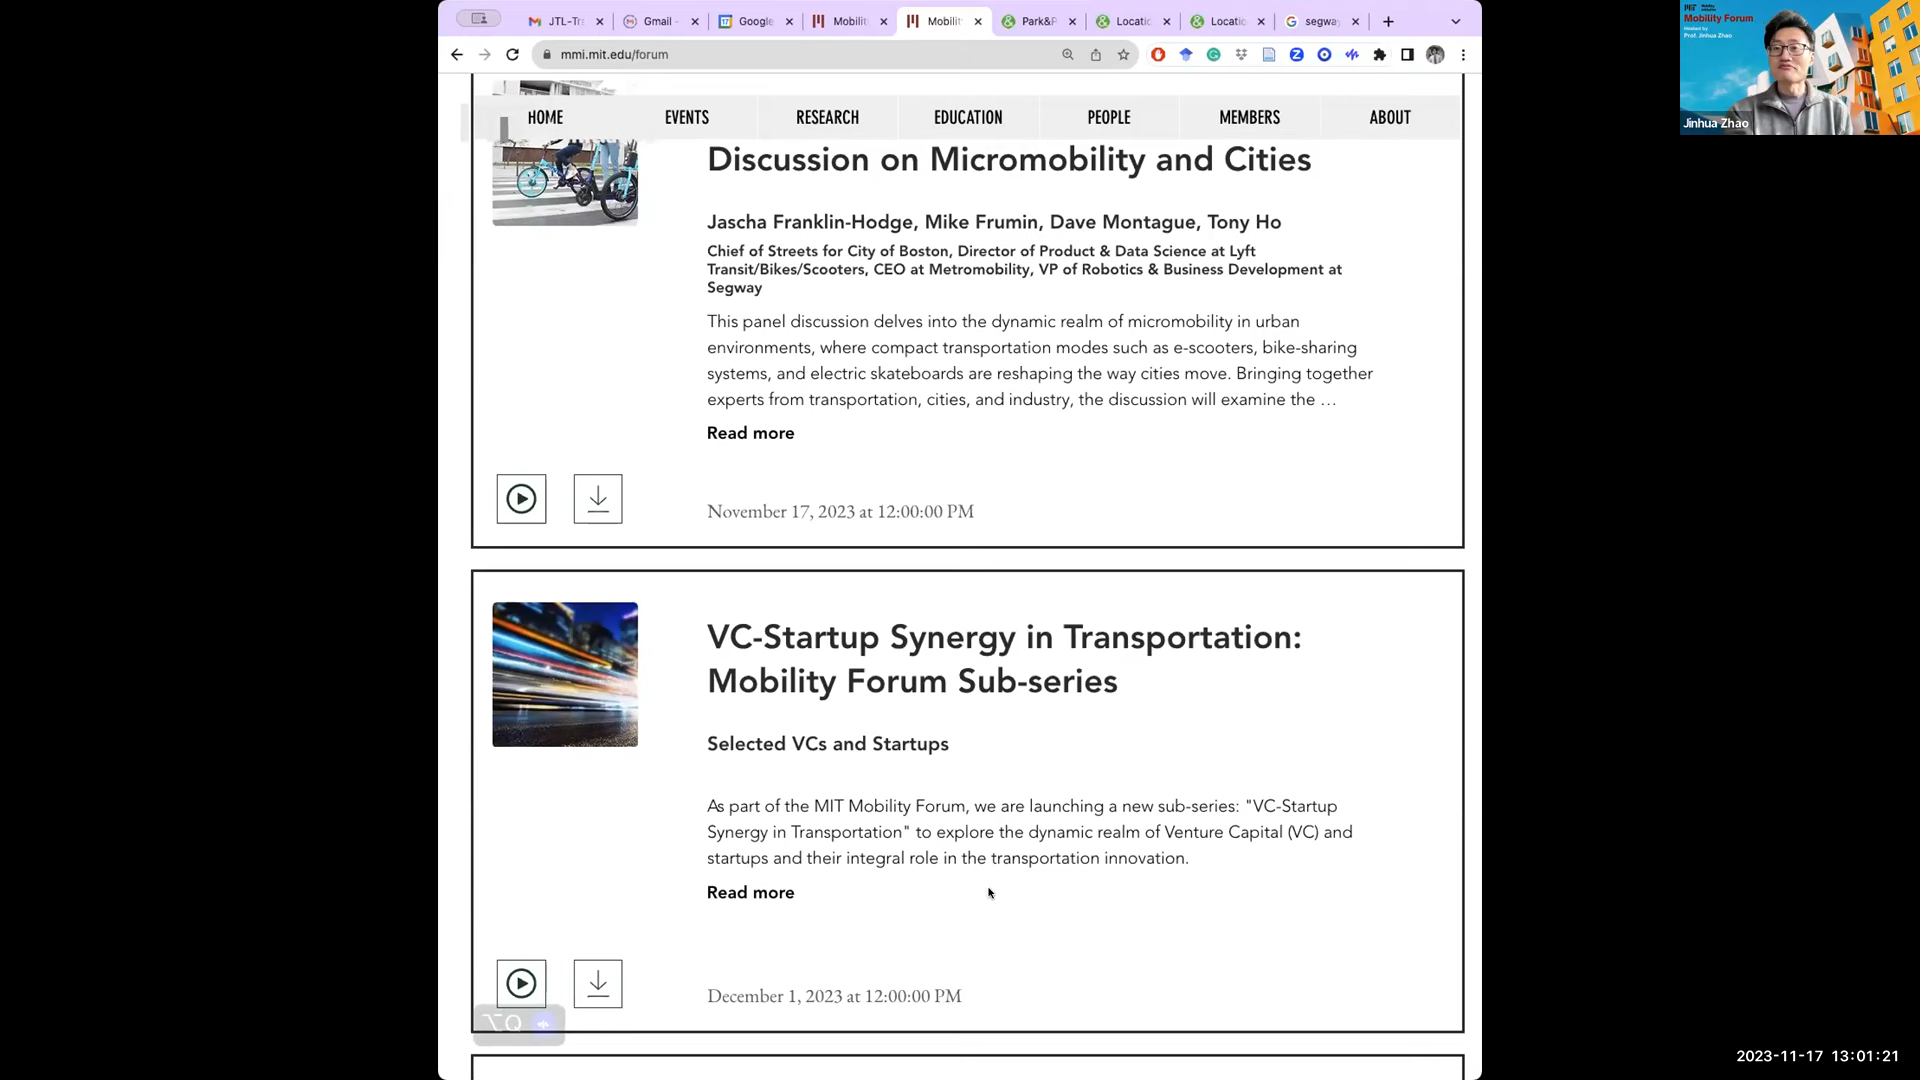 JTL-Tr
Gmail -
Google
Mobilit
Mobilit
Park&P
Locatio
Locatio
segwa
mmi.mit.edu/forum
HOME
EVENTS
RESEARCH
EDUCATION
PEOPLE
MEMBERS
ABOUT
Discussion on Micromobility and Cities
Jascha Franklin-Hodge, Mike Frumin, Dave Montague, Tony Ho
Chief of Streets for City of Boston, Director of Product & Data Science at Lyft
Transit/Bikes/Scooters, CEO at Metromobility, VP of Robotics & Business Development at
Segway
This panel discussion delves into the dynamic realm of micromobility in urban
environments, where compact transportation modes such as e-scooters, bike-sharing
systems, and electric skateboards are reshaping the way cities move. Bringing together
experts from transportation, cities, and industry, the discussion will examine the …
Read more
November 17, 2023 at 12:00:00 PM
VC-Startup Synergy in Transportation:
Mobility Forum Sub-series
Selected VCs and Startups
As part of the MIT Mobility Forum, we are launching a new sub-series: "VC-Startup
Synergy in Transportation" to explore the dynamic realm of Venture Capital (VC) and
startups and their integral role in the transportation innovation.
Read more
December 1, 2023 at 12:00:00 PM
⌥Q
Mobility Forum
Prof. Jinhua Zhao
Jinhua Zhao
2023-11-17 13:01:21